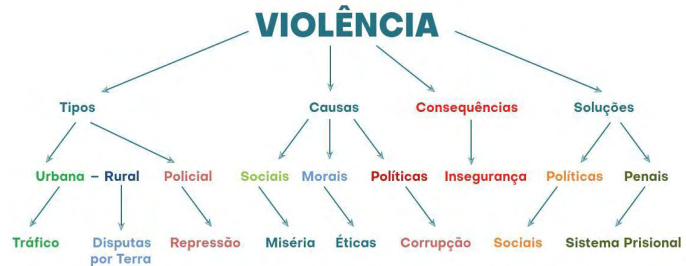 VIOLÊNCIA
Tipos Causas Consequências Soluções
Urbana – Rural Policial Sociais Morais Políticas Insegurança Políticas Penais
Tráfico Disputas Repressão Miséria Éticas Corrupção Sociais Sistema Prisional
por Terra